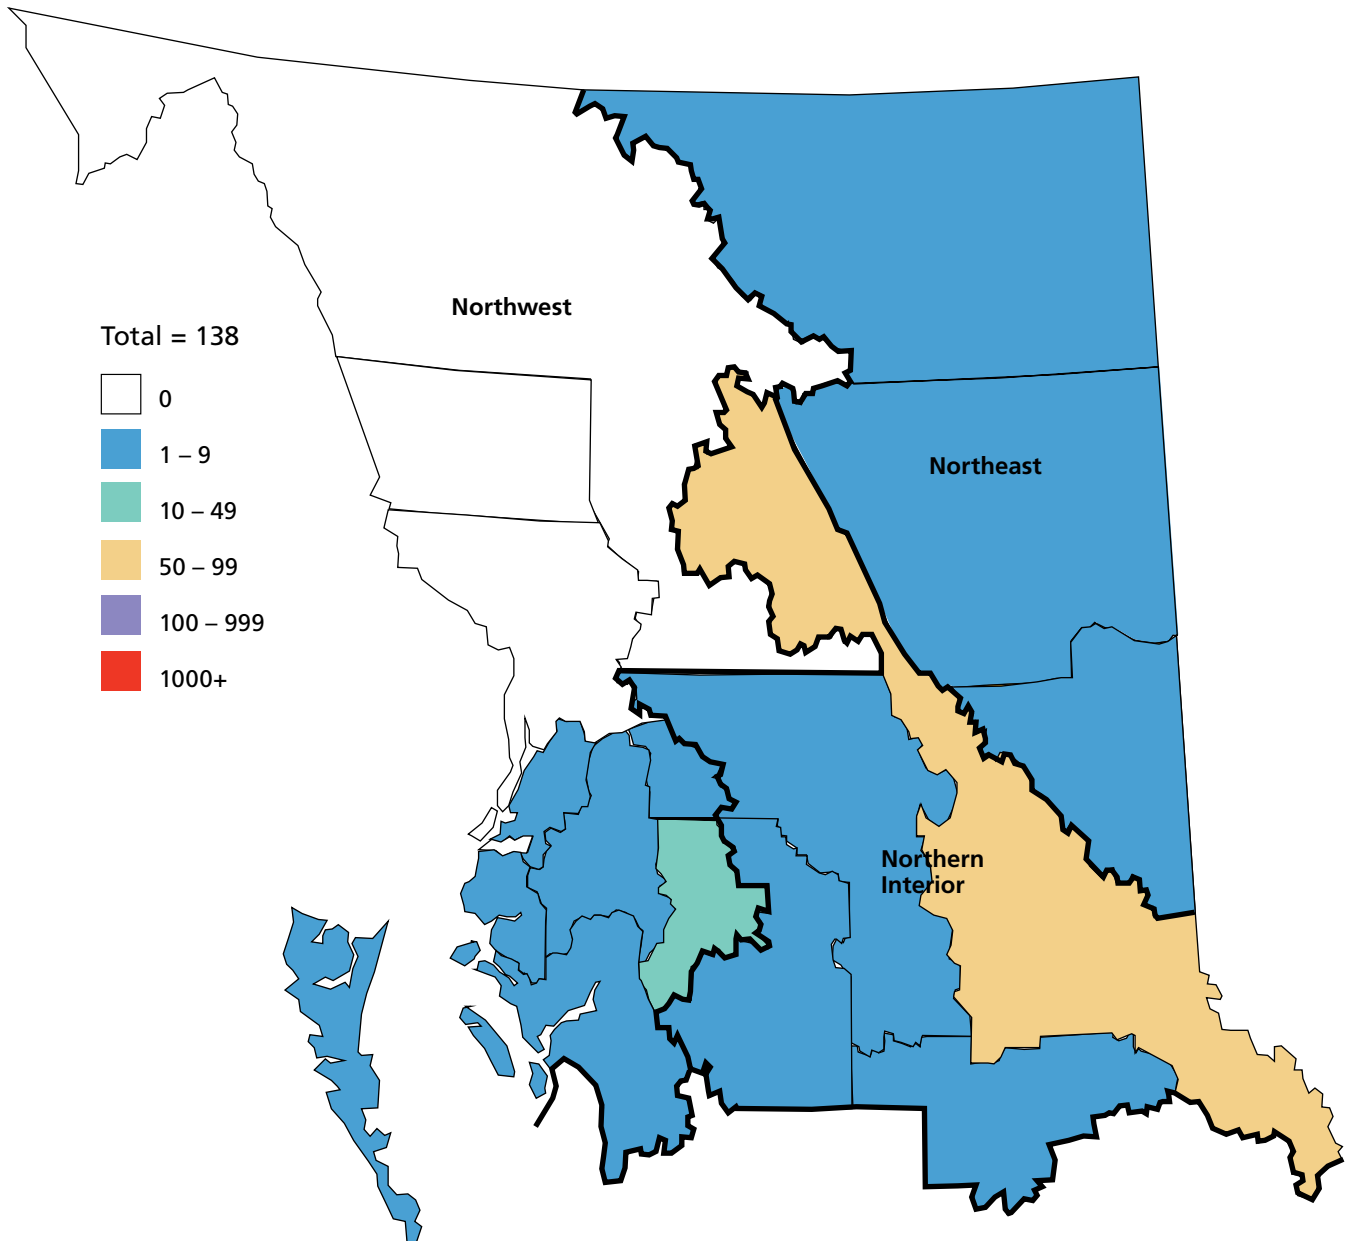 Northwest
Total = 138
0
1 – 9
10 – 49
50 – 99
100 – 999
1000+
Northeast
Northern
Interior